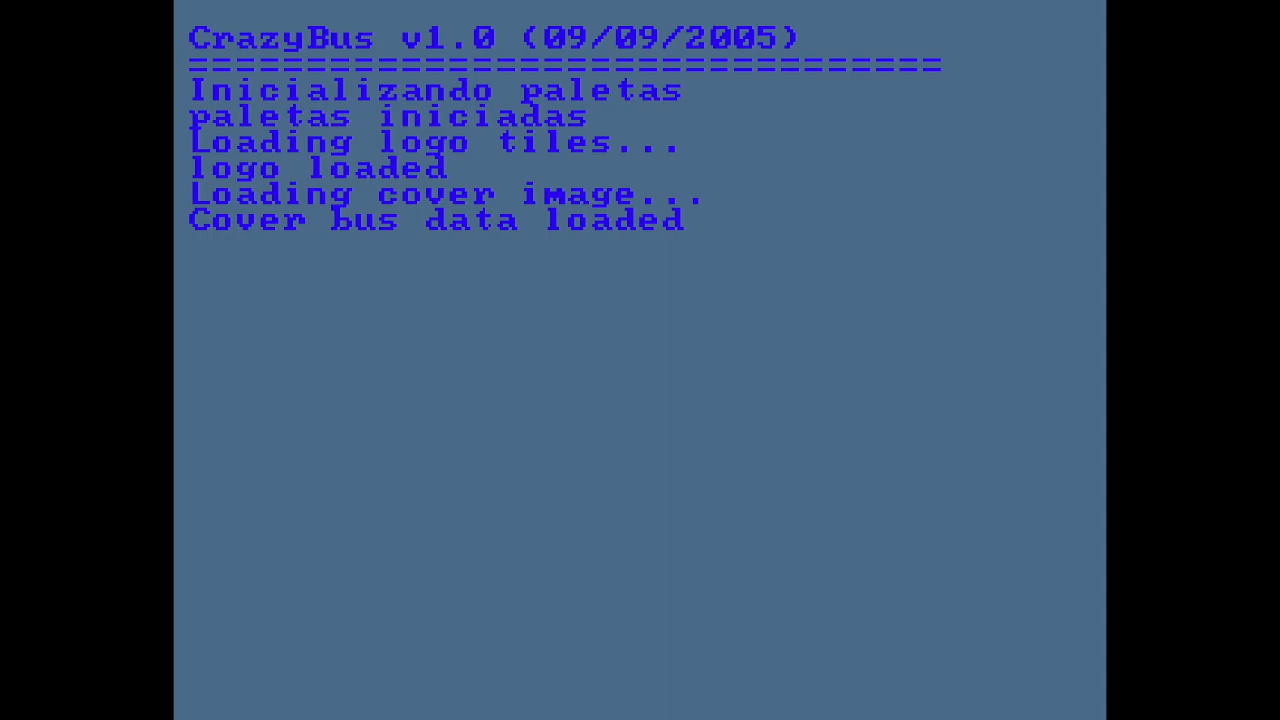 CrazyBus v1.0 (09/09/2005)
================================
Inicializando paletas
paletas iniciadas
Loading logo tiles...
logo loaded
Loading cover image...
Cover bus data loaded